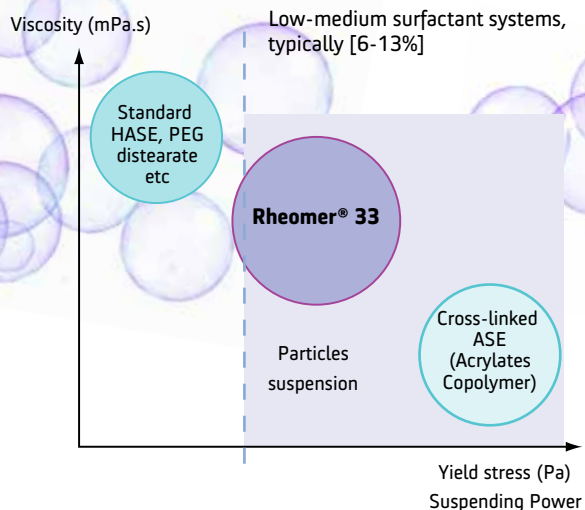 Viscosity (mPa.s)
Low-medium surfactant systems,
typically [6-13%]
Standard
HASE, PEG
distearate
etc
Rheomer® 33
Particles
suspension
Cross-linked
ASE
(Acrylates
Copolymer)
Yield stress (Pa)
Suspending Power